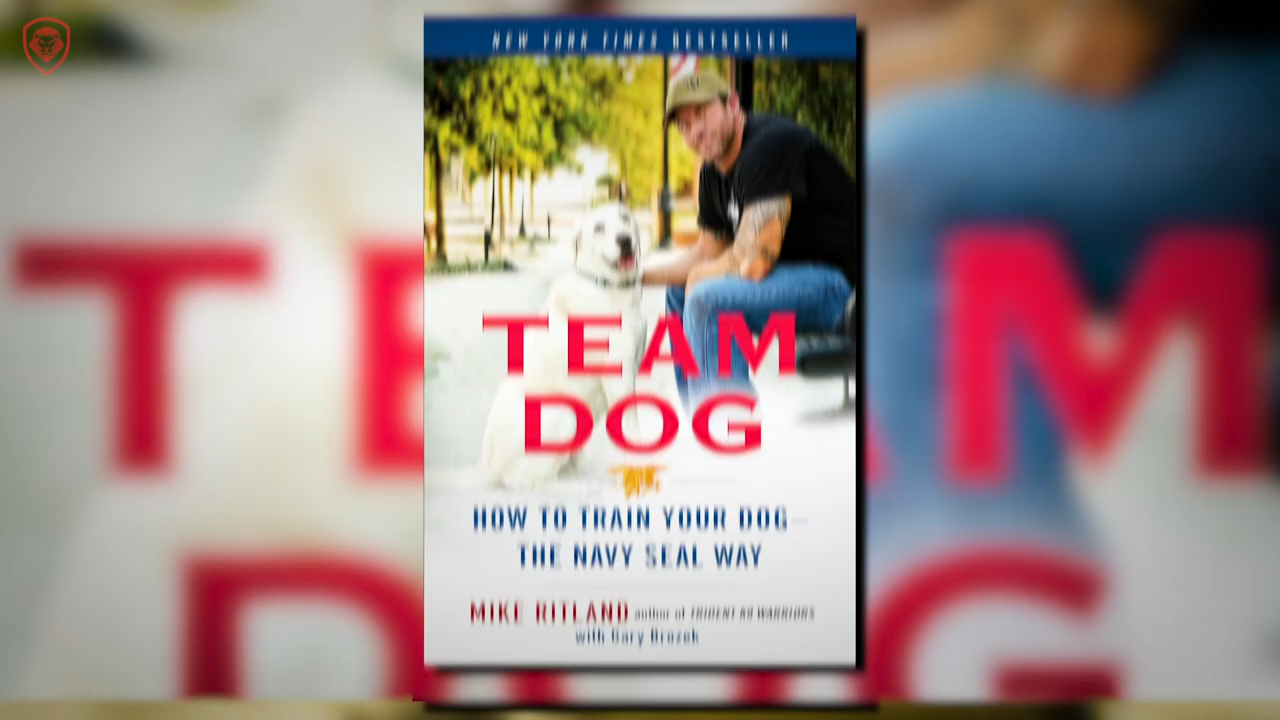 NEW YORK TIMES BESTSELLER
TEAM
DOG
HOW TO TRAIN YOUR DOG—
THE NAVY SEAL WAY
MIKE RITLAND author of TRIDENT K9 WARRIORS
with Gary Brozek